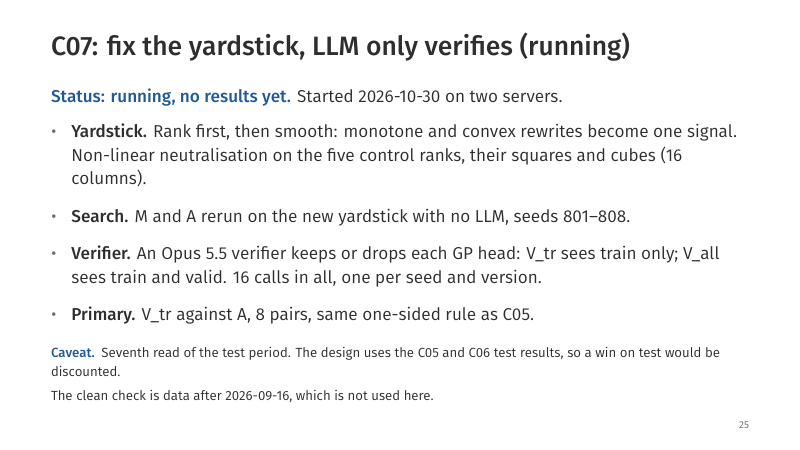 C07: fix the yardstick, LLM only verifies (running)
Status: running, no results yet. Started 2026-10-30 on two servers.
• Yardstick. Rank first, then smooth: monotone and convex rewrites become one signal.
Non-linear neutralisation on the five control ranks, their squares and cubes (16
columns).
• Search. M and A rerun on the new yardstick with no LLM, seeds 801–808.
• Verifier. An Opus 5.5 verifier keeps or drops each GP head: V_tr sees train only; V_all
sees train and valid. 16 calls in all, one per seed and version.
• Primary. V_tr against A, 8 pairs, same one-sided rule as C05.
Caveat. Seventh read of the test period. The design uses the C05 and C06 test results, so a win on test would be
discounted.
The clean check is data after 2026-09-16, which is not used here.
25